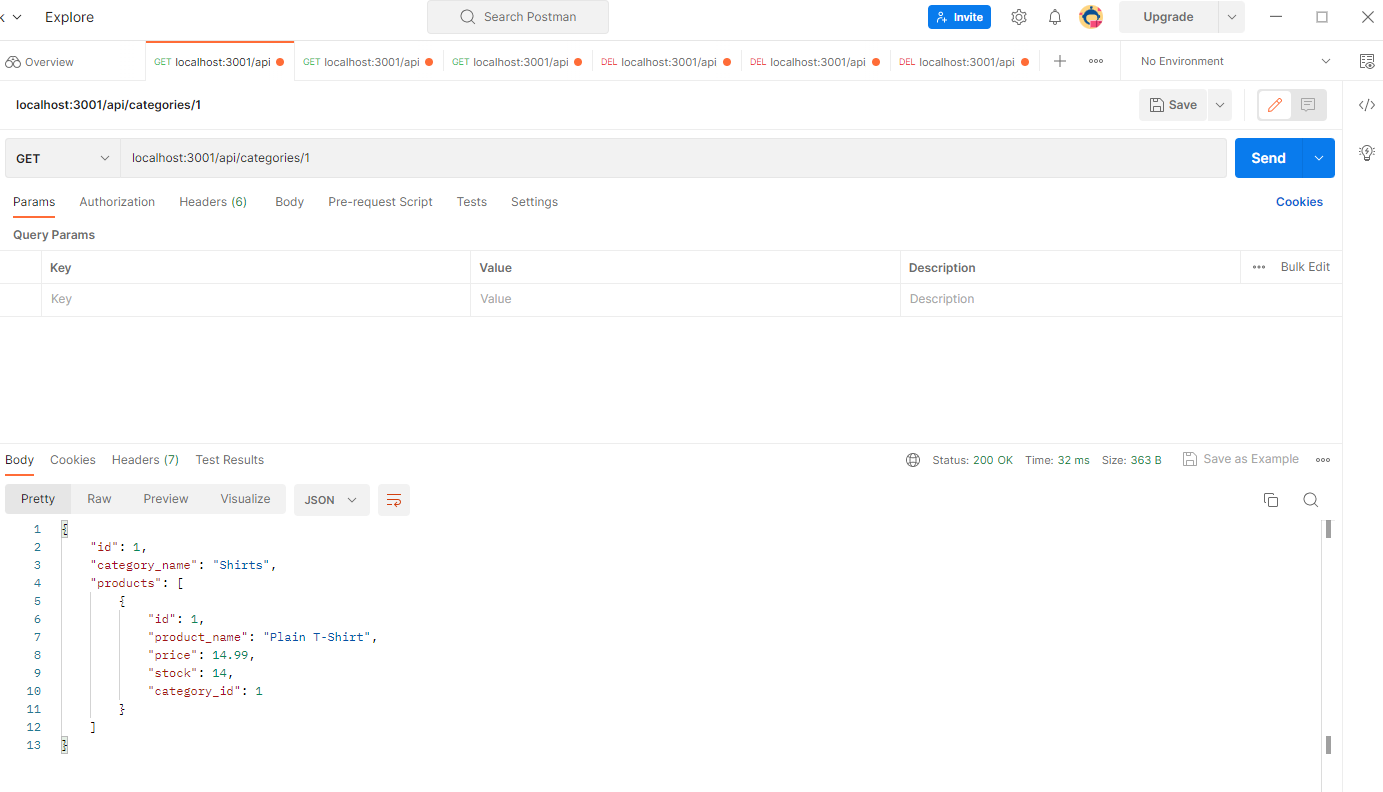 Explore Search Postman Invite Upgrade
Overview GET localhost:3001/api GET localhost:3001/api GET localhost:3001/api DEL localhost:3001/api DEL localhost:3001/api DEL localhost:3001/api No Environment
localhost:3001/api/categories/1 Save
GET localhost:3001/api/categories/1 Send
Params Authorization Headers (6) Body Pre-request Script Tests Settings Cookies
Query Params
Key Value Description Bulk Edit
Key Value Description
Body Cookies Headers (7) Test Results Status: 200 OK Time: 32 ms Size: 363 B Save as Example
Pretty Raw Preview Visualize JSON
1 {
2 "id": 1,
3 "category_name": "Shirts",
4 "products": [
5 {
6 "id": 1,
7 "product_name": "Plain T-Shirt",
8 "price": 14.99,
9 "stock": 14,
10 "category_id": 1
11 }
12 ]
13 }